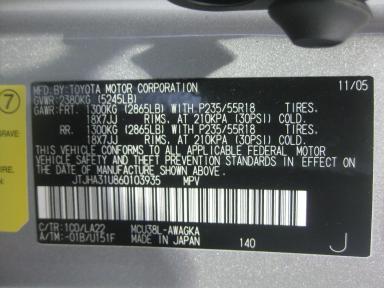 MFD.BY:TOYOTA MOTOR CORPORATION 11/05
GVWR:2380KG (5245LB)
GAWR:FRT. 1300KG (2865LB) WITH P235/55R18 TIRES.
18X7JJ RIMS. AT 210KPA (30PSI) COLD
RR. 1300KG (2865LB) WITH P235/55R18 TIRES.
18X7JJ RIMS. AT 210KPA (30PSI) COLD
THIS VEHICLE CONFORMS TO ALL APPLICABLE FEDERAL MOTOR
VEHICLE SAFETY, BUMPER, AND THEFT PREVENTION STANDARDS
IN EFFECT ON THE DATE OF MANUFACTURE SHOWN ABOVE.
JTJHA31U860103935 MPV
C/TR:1C0/LA22 MCU38L-AWAGKA
A/TM:-01B/U151F MADE IN JAPAN 140 J
7